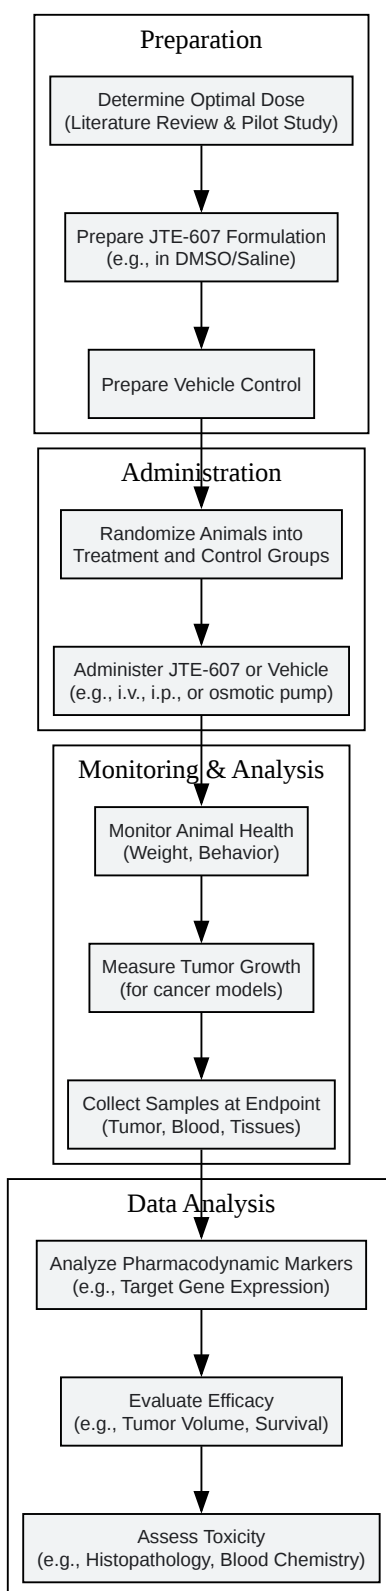 Preparation
Determine Optimal Dose
(Literature Review & Pilot Study)
Prepare JTE-607 Formulation
(e.g., in DMSO/Saline)
Prepare Vehicle Control
Administration
Randomize Animals into
Treatment and Control Groups
Administer JTE-607 or Vehicle
(e.g., i.v., i.p., or osmotic pump)
Monitoring & Analysis
Monitor Animal Health
(Weight, Behavior)
Measure Tumor Growth
(for cancer models)
Collect Samples at Endpoint
(Tumor, Blood, Tissues)
Data Analysis
Analyze Pharmacodynamic Markers
(e.g., Target Gene Expression)
Evaluate Efficacy
(e.g., Tumor Volume, Survival)
Assess Toxicity
(e.g., Histopathology, Blood Chemistry)